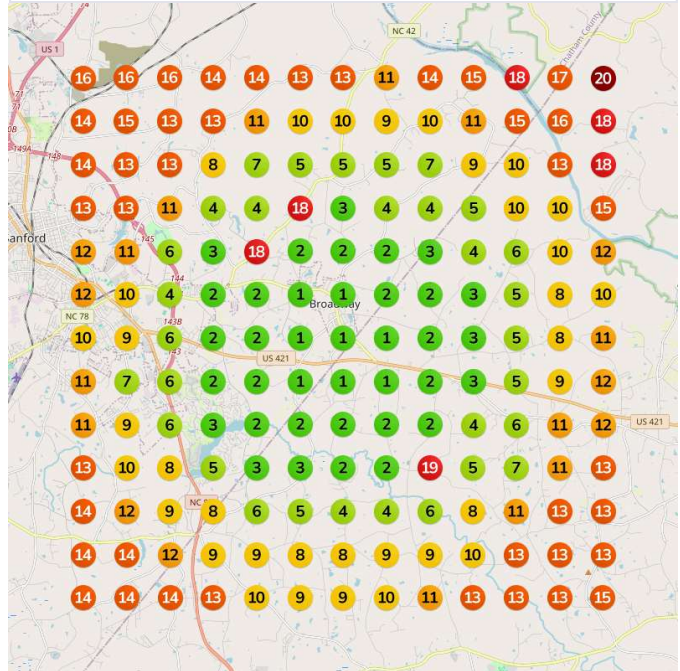 NC 42
US 1
Chatham County
16 16 16 14 14 13 13 11 14 15 18 17 20
71
14 15 13 13 11 10 10 9 10 11 15 16 18
149A
148
14 13 13 8 7 5 5 5 7 9 10 13 18
13 13 11 4 4 18 3 4 4 5 10 10 15
145
anford
12 11 6 3 18 2 2 2 3 4 6 10 12
144
12 10 4 2 2 1 1 2 2 3 5 8 10
Broadway
NC 78
143B
10 9 6 2 2 1 1 1 2 3 5 8 11
143
US 421
11 7 6 2 2 1 1 1 2 3 5 9 12
11 9 6 3 2 2 2 2 2 4 6 11 12
US 421
13 10 8 5 3 3 2 2 19 5 7 11 13
NC
14 12 9 8 6 5 4 4 6 8 11 13 13
14 14 12 9 9 8 8 9 9 10 13 13 13
14 14 14 13 10 9 9 10 11 13 13 13 15